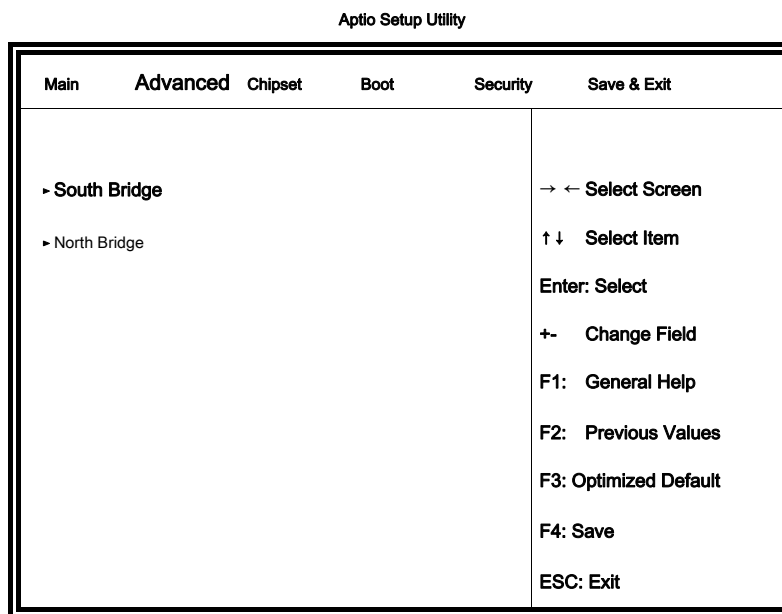 Aptio Setup Utility
Main Advanced Chipset Boot Security Save & Exit
► South Bridge
► North Bridge
→ ← Select Screen
↑↓ Select Item
Enter: Select
+- Change Field
F1: General Help
F2: Previous Values
F3: Optimized Default
F4: Save
ESC: Exit